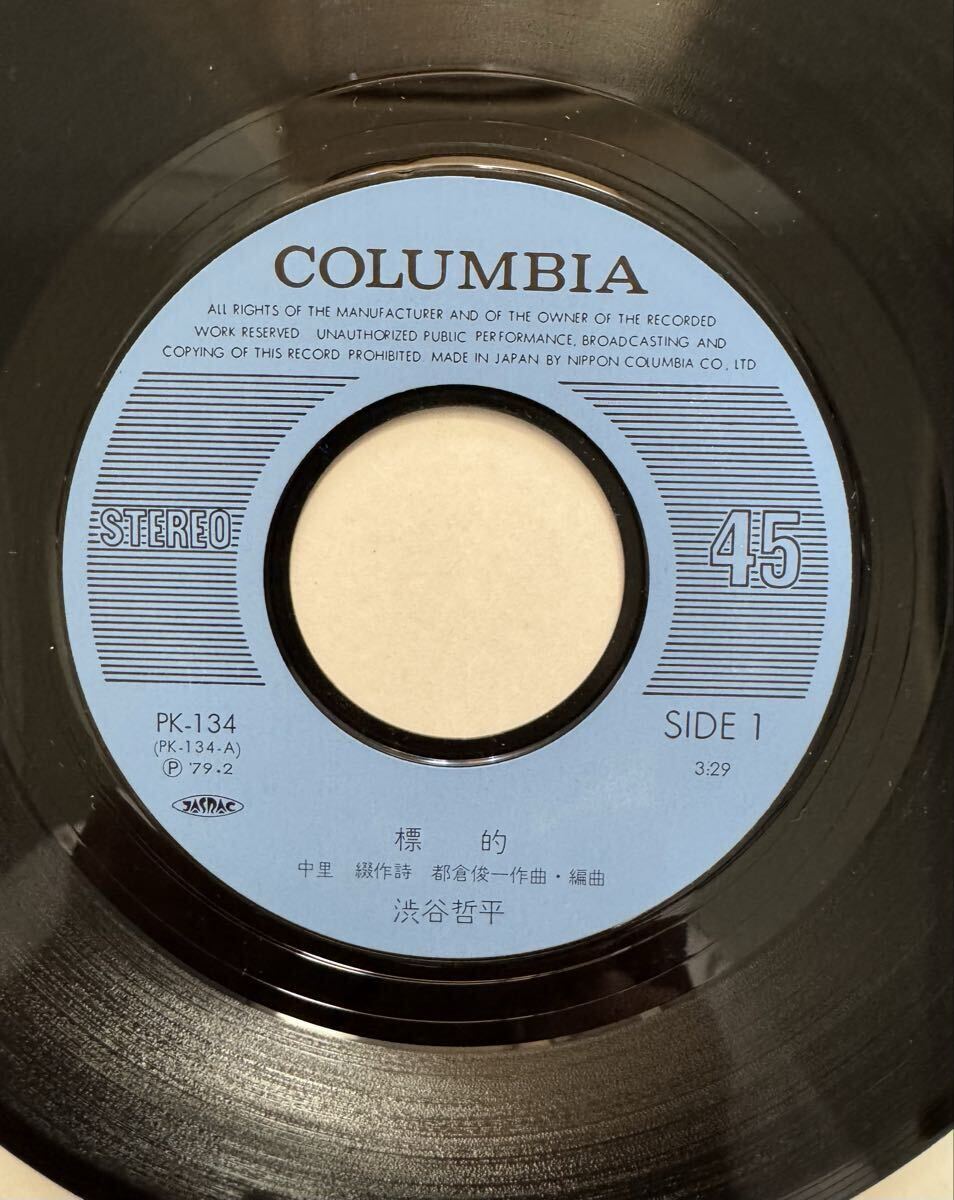 COLUMBIA
ALL RIGHTS OF THE MANUFACTURER AND OF THE OWNER OF THE RECORDED
WORK RESERVED UNAUTHORIZED PUBLIC PERFORMANCE, BROADCASTING AND
COPYING OF THIS RECORD PROHIBITED. MADE IN JAPAN BY NIPPON COLUMBIA CO., LTD
STEREO
45
PK-134
SIDE 1
(PK-134-A)
Ⓟ '79・2
3:29
JASRAC
標 的
中里 綴作詩 都倉俊一作曲・編曲
渋谷哲平